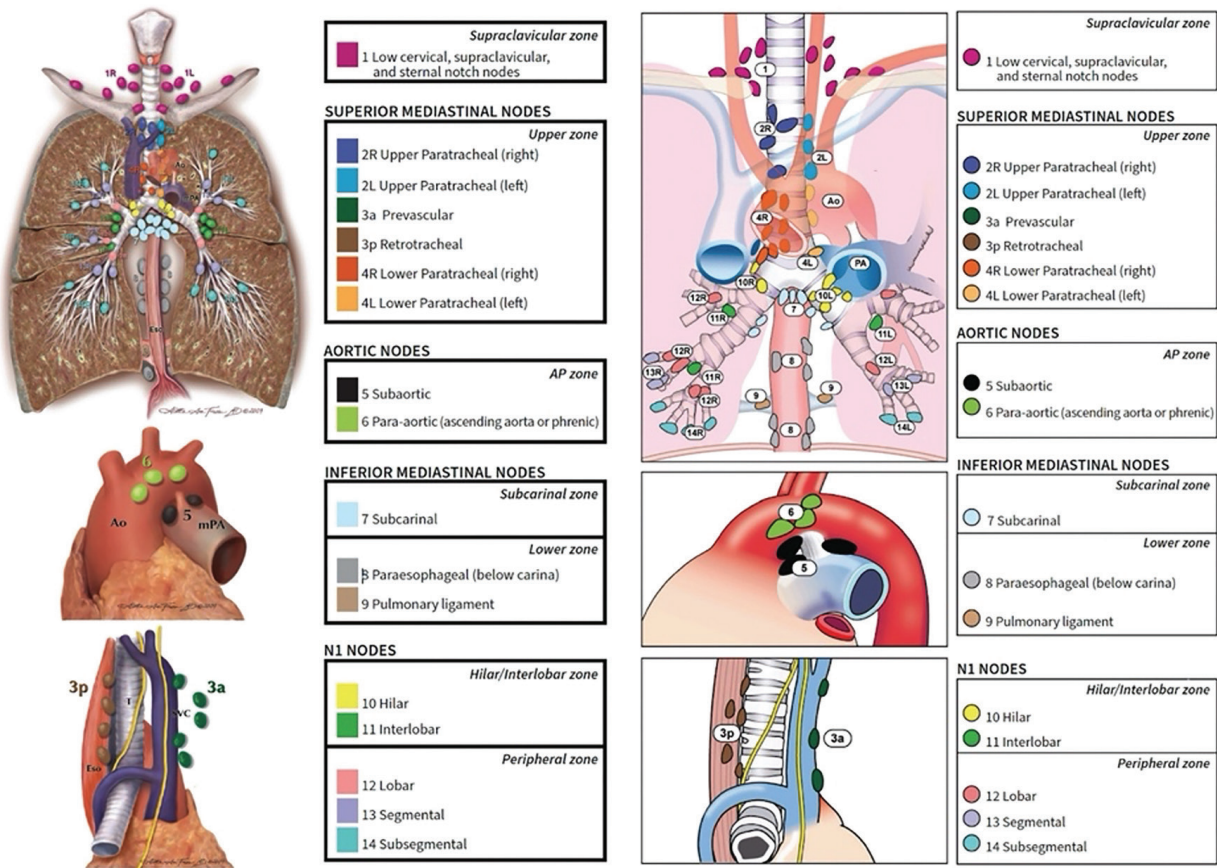 1R
1L
Ao
PA
7
Eso
6
Ao
5
mPA
3p
3a
T
SVC
Eso
Supraclavicular zone
1 Low cervical, supraclavicular,
and sternal notch nodes
SUPERIOR MEDIASTINAL NODES
Upper zone
2R Upper Paratracheal (right)
2L Upper Paratracheal (left)
3a Prevascular
3p Retrotracheal
4R Lower Paratracheal (right)
4L Lower Paratracheal (left)
AORTIC NODES
AP zone
5 Subaortic
6 Para-aortic (ascending aorta or phrenic)
INFERIOR MEDIASTINAL NODES
Subcarinal zone
7 Subcarinal
Lower zone
8 Paraesophageal (below carina)
9 Pulmonary ligament
N1 NODES
Hilar/Interlobar zone
10 Hilar
11 Interlobar
Peripheral zone
12 Lobar
13 Segmental
14 Subsegmental
1
2R
2L
Ao
4R
4L
PA
10R
10L
7
12R
11R
11L
12R
13R
11R
12R
14R
8
12L
13L
14L
9
9
8
6
5
3p
3a
Supraclavicular zone
1 Low cervical, supraclavicular,
and sternal notch nodes
SUPERIOR MEDIASTINAL NODES
Upper zone
2R Upper Paratracheal (right)
2L Upper Paratracheal (left)
3a Prevascular
3p Retrotracheal
4R Lower Paratracheal (right)
4L Lower Paratracheal (left)
AORTIC NODES
AP zone
5 Subaortic
6 Para-aortic (ascending aorta or phrenic)
INFERIOR MEDIASTINAL NODES
Subcarinal zone
7 Subcarinal
Lower zone
8 Paraesophageal (below carina)
9 Pulmonary ligament
N1 NODES
Hilar/Interlobar zone
10 Hilar
11 Interlobar
Peripheral zone
12 Lobar
13 Segmental
14 Subsegmental